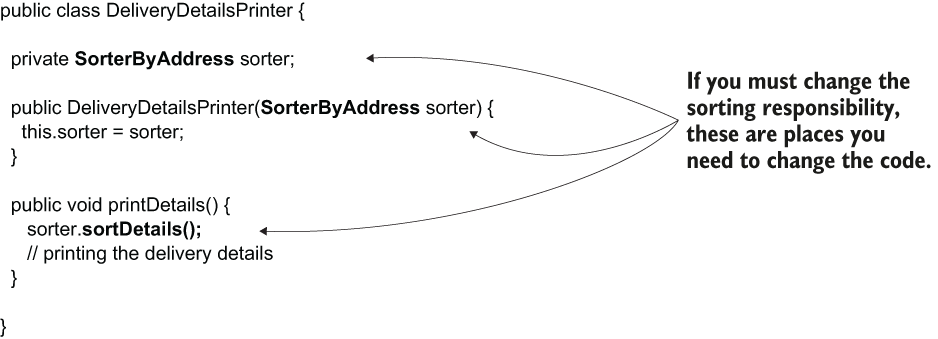 public class DeliveryDetailsPrinter {
private SorterByAddress sorter;
public DeliveryDetailsPrinter(SorterByAddress sorter) {
this.sorter = sorter;
}
public void printDetails() {
sorter.sortDetails();
// printing the delivery details
}
}
If you must change the
sorting responsibility,
these are places you
need to change the code.